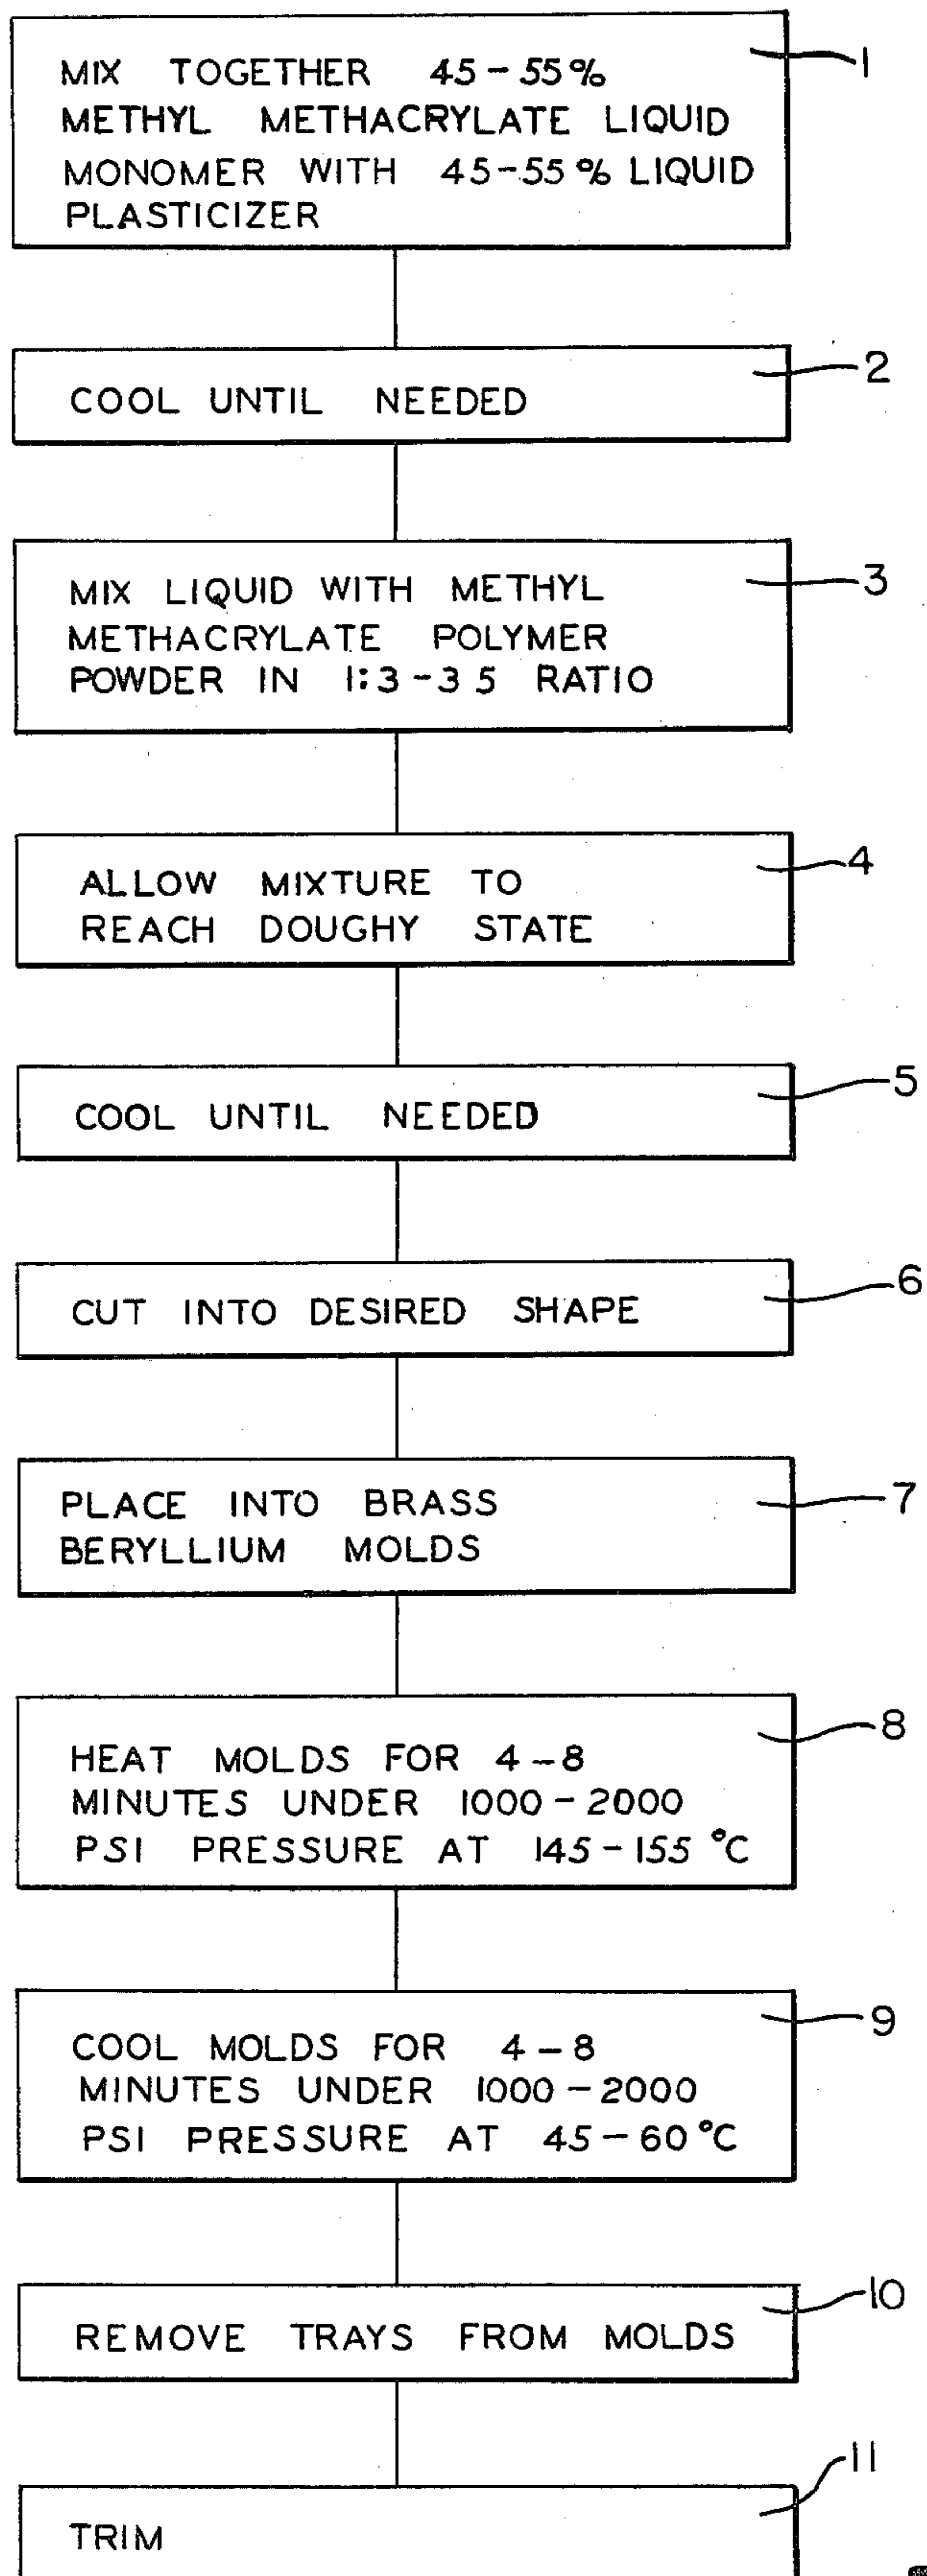 MIX TOGETHER 45-55%
METHYL METHACRYLATE LIQUID
MONOMER WITH 45-55% LIQUID
PLASTICIZER
1
COOL UNTIL NEEDED
2
MIX LIQUID WITH METHYL
METHACRYLATE POLYMER
POWDER IN 1:3-3 5 RATIO
3
ALLOW MIXTURE TO
REACH DOUGHY STATE
4
COOL UNTIL NEEDED
5
CUT INTO DESIRED SHAPE
6
PLACE INTO BRASS
BERYLLIUM MOLDS
7
HEAT MOLDS FOR 4-8
MINUTES UNDER 1000-2000
PSI PRESSURE AT 145-155 °C
8
COOL MOLDS FOR 4-8
MINUTES UNDER 1000-2000
PSI PRESSURE AT 45-60°C
9
REMOVE TRAYS FROM MOLDS
10
TRIM
11